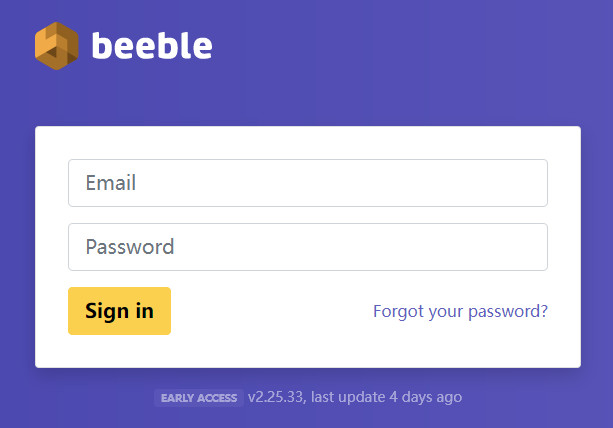 beeble
Email
Password
Sign in
Forgot your password?
EARLY ACCESS v2.25.33, last update 4 days ago